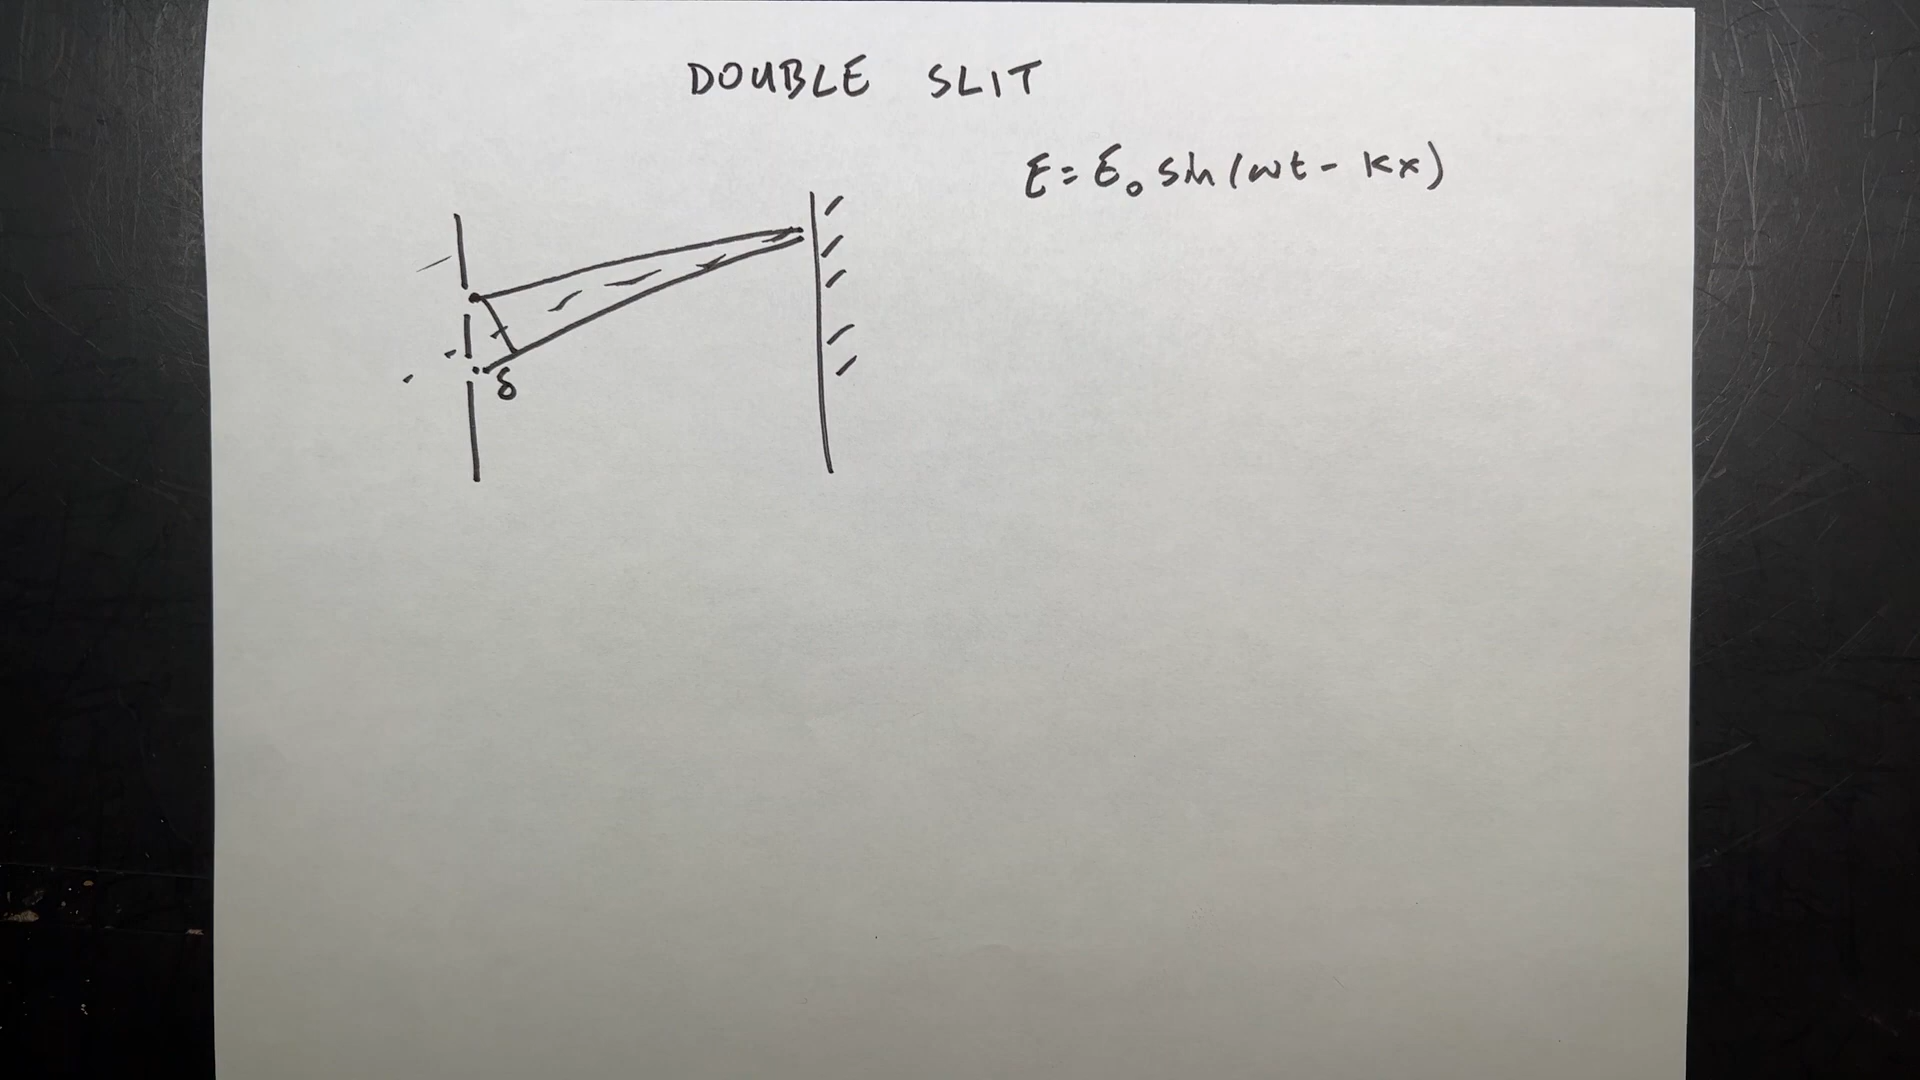 DOUBLE SLIT
E = E₀ sin(ωt - kx)
δ